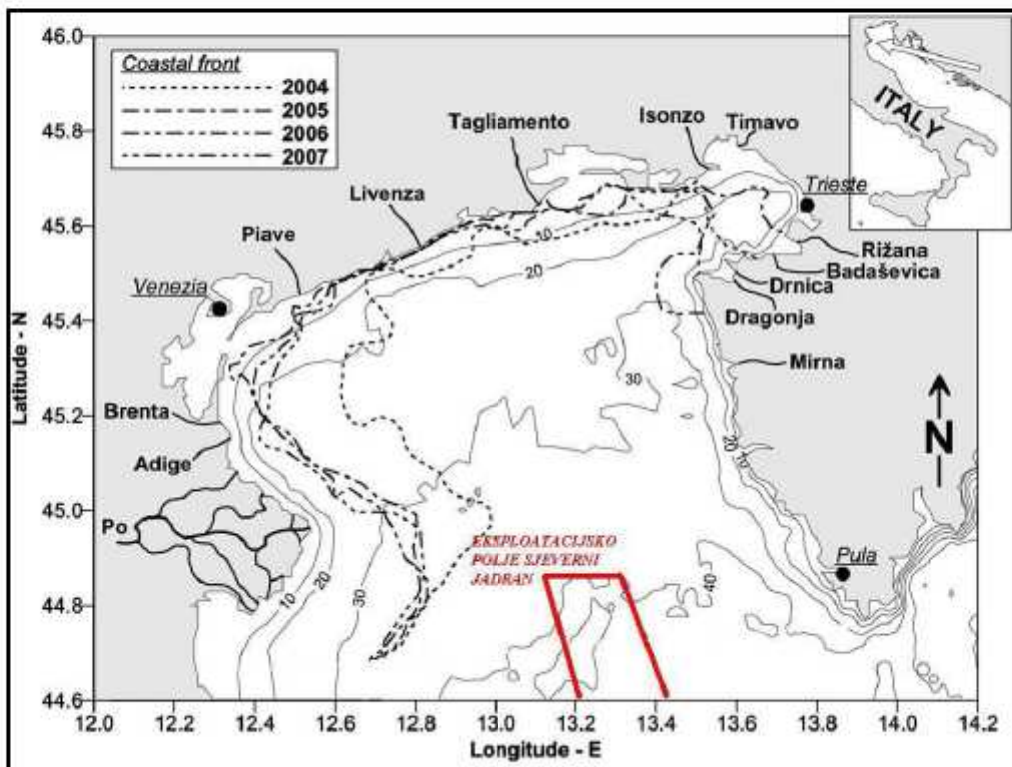 46.0
45.8
45.6
45.4
45.2
45.0
44.8
44.6
Latitude - N
Coastal front
2004
2005
2006
2007
ITALY
Tagliamento
Isonzo
Timavo
Trieste
Livenza
Piave
Venezia
Rižana
Badaševica
Drnica
Dragonja
Mirna
Brenta
Adige
Po
Pula
N
10
20
30
20
10
10
20
30
40
EKSPLOATACIJSKO
POLJE SJEVERNI
JADRAN
12.0 12.2 12.4 12.6 12.8 13.0 13.2 13.4 13.6 13.8 14.0 14.2
Longitude - E